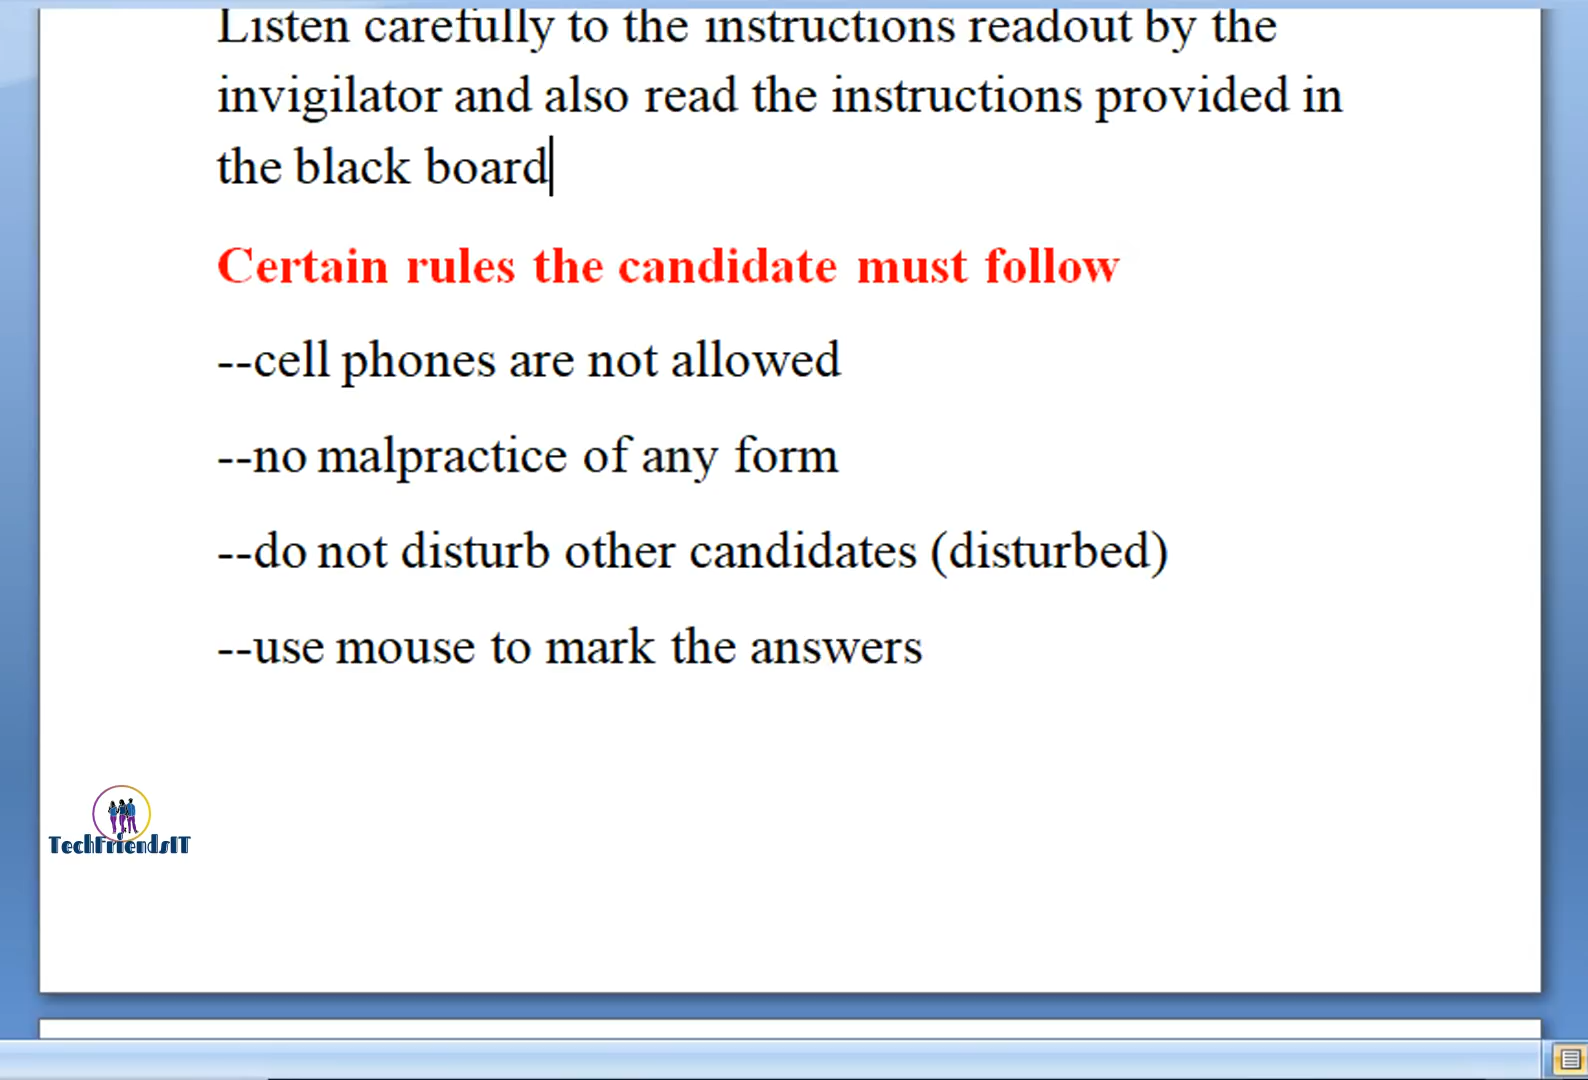 Listen carefully to the instructions readout by the
invigilator and also read the instructions provided in
the black board
Certain rules the candidate must follow
--cell phones are not allowed
--no malpractice of any form
--do not disturb other candidates (disturbed)
--use mouse to mark the answers
TechFriendsIT